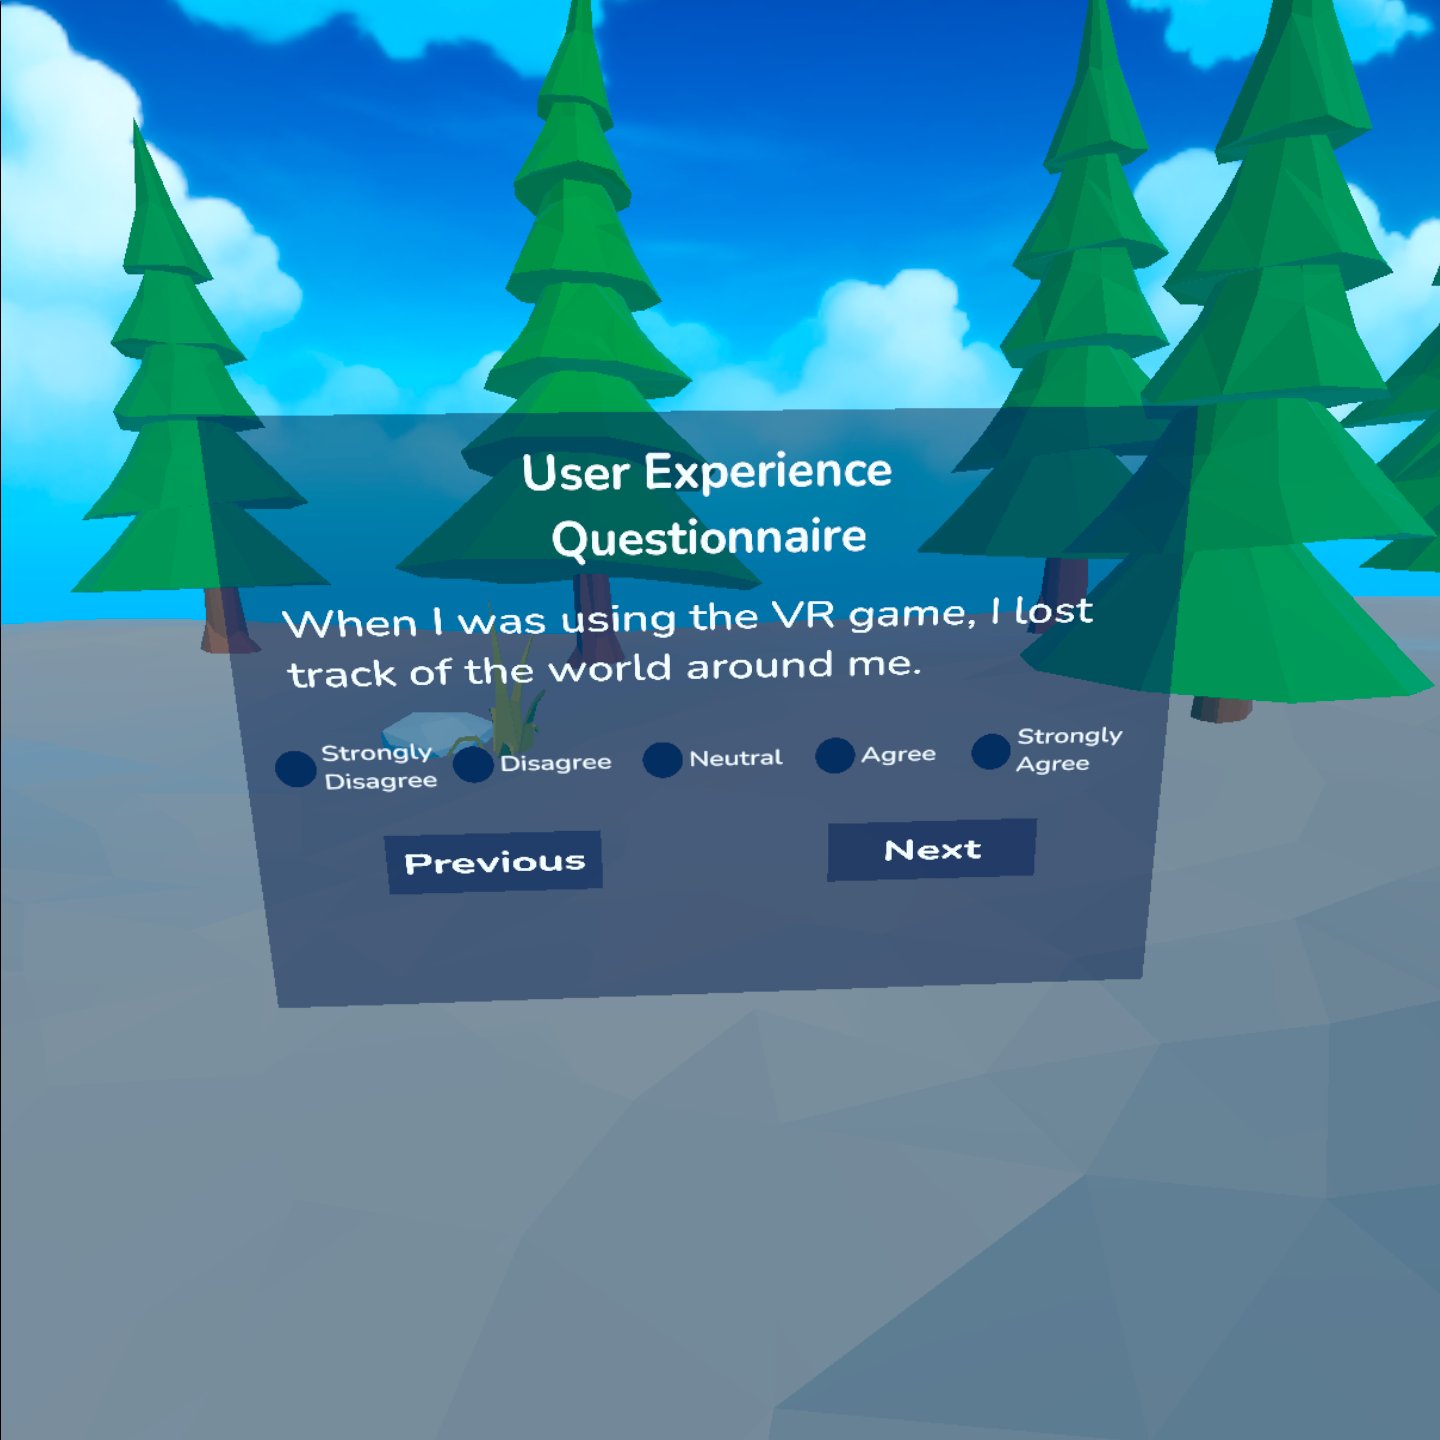 User Experience
Questionnaire
When I was using the VR game, I lost
track of the world around me.
Strongly
Disagree
Disagree
Neutral
Agree
Strongly
Agree
Previous
Next